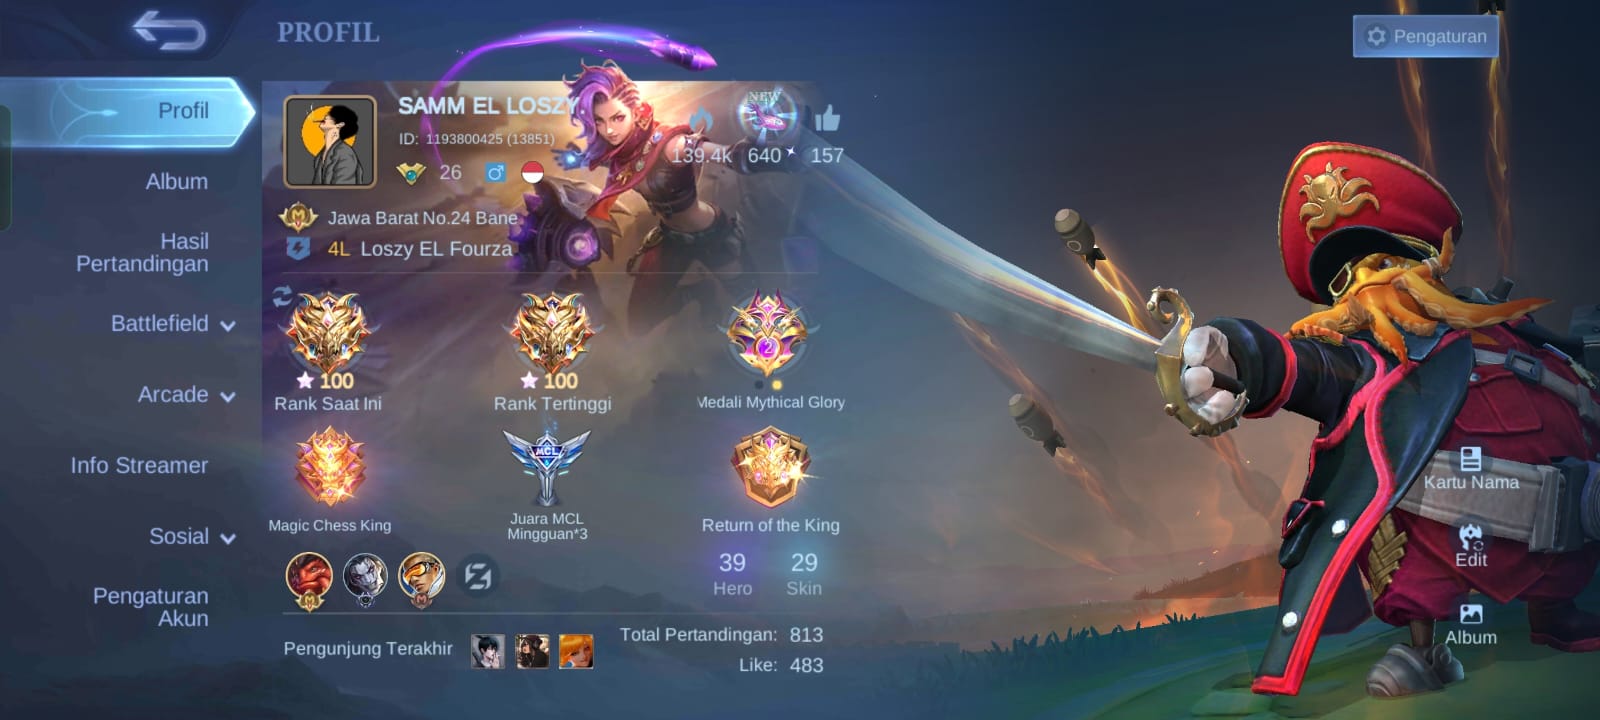 PROFIL
Pengaturan
Profil
Album
Hasil
Pertandingan
Battlefield
Arcade
Info Streamer
Sosial
Pengaturan
Akun
SAMM EL LOSZY.
ID: 1193800425 (13851)
26
NEW
139.4k 640 157
Jawa Barat No.24 Bane
4L Loszy EL Fourza
100
Rank Saat Ini
100
Rank Tertinggi
2
Medali Mythical Glory
Magic Chess King
MCL
Juara MCL
Mingguan*3
Return of the King
39 29
Hero Skin
Pengunjung Terakhir
Total Pertandingan: 813
Like: 483
Kartu Nama
Edit
Album